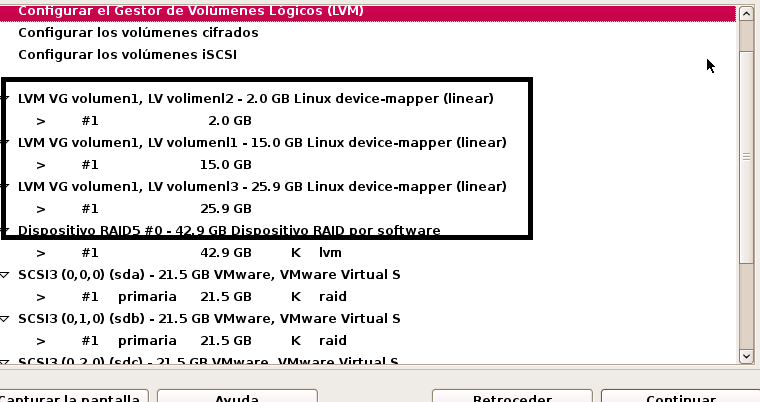 Configurar el Gestor de Volúmenes Lógicos (LVM)
Configurar los volúmenes cifrados
Configurar los volúmenes iSCSI
LVM VG volumen1, LV volimenl2 - 2.0 GB Linux device-mapper (linear)
> #1 2.0 GB
LVM VG volumen1, LV volumenl1 - 15.0 GB Linux device-mapper (linear)
> #1 15.0 GB
LVM VG volumen1, LV volumenl3 - 25.9 GB Linux device-mapper (linear)
> #1 25.9 GB
Dispositivo RAID5 #0 - 42.9 GB Dispositivo RAID por software
> #1 42.9 GB K lvm
SCSI3 (0,0,0) (sda) - 21.5 GB VMware, VMware Virtual S
> #1 primaria 21.5 GB K raid
SCSI3 (0,1,0) (sdb) - 21.5 GB VMware, VMware Virtual S
> #1 primaria 21.5 GB K raid
SCSI3 (0,2,0) (sdc) - 21.5 GB VMware, VMware Virtual S
Capturar la pantalla Ayuda Retroceder Continuar